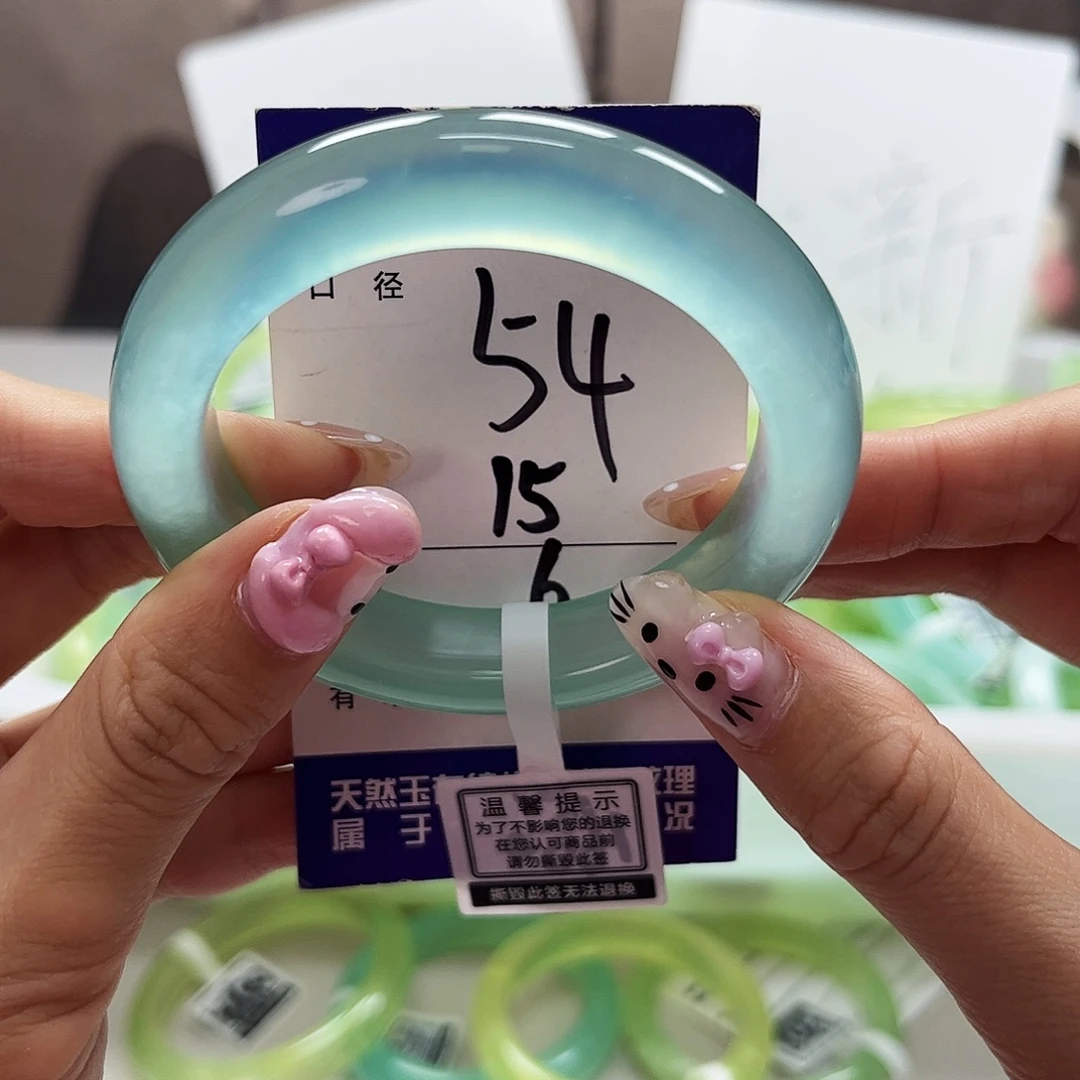 口 径
54
15
6
有
天然玉
理
属 于
况
温馨提示
为了不影响您的退换
在您认可商品前
请勿撕毁此签
撕毁此签无法退换
新